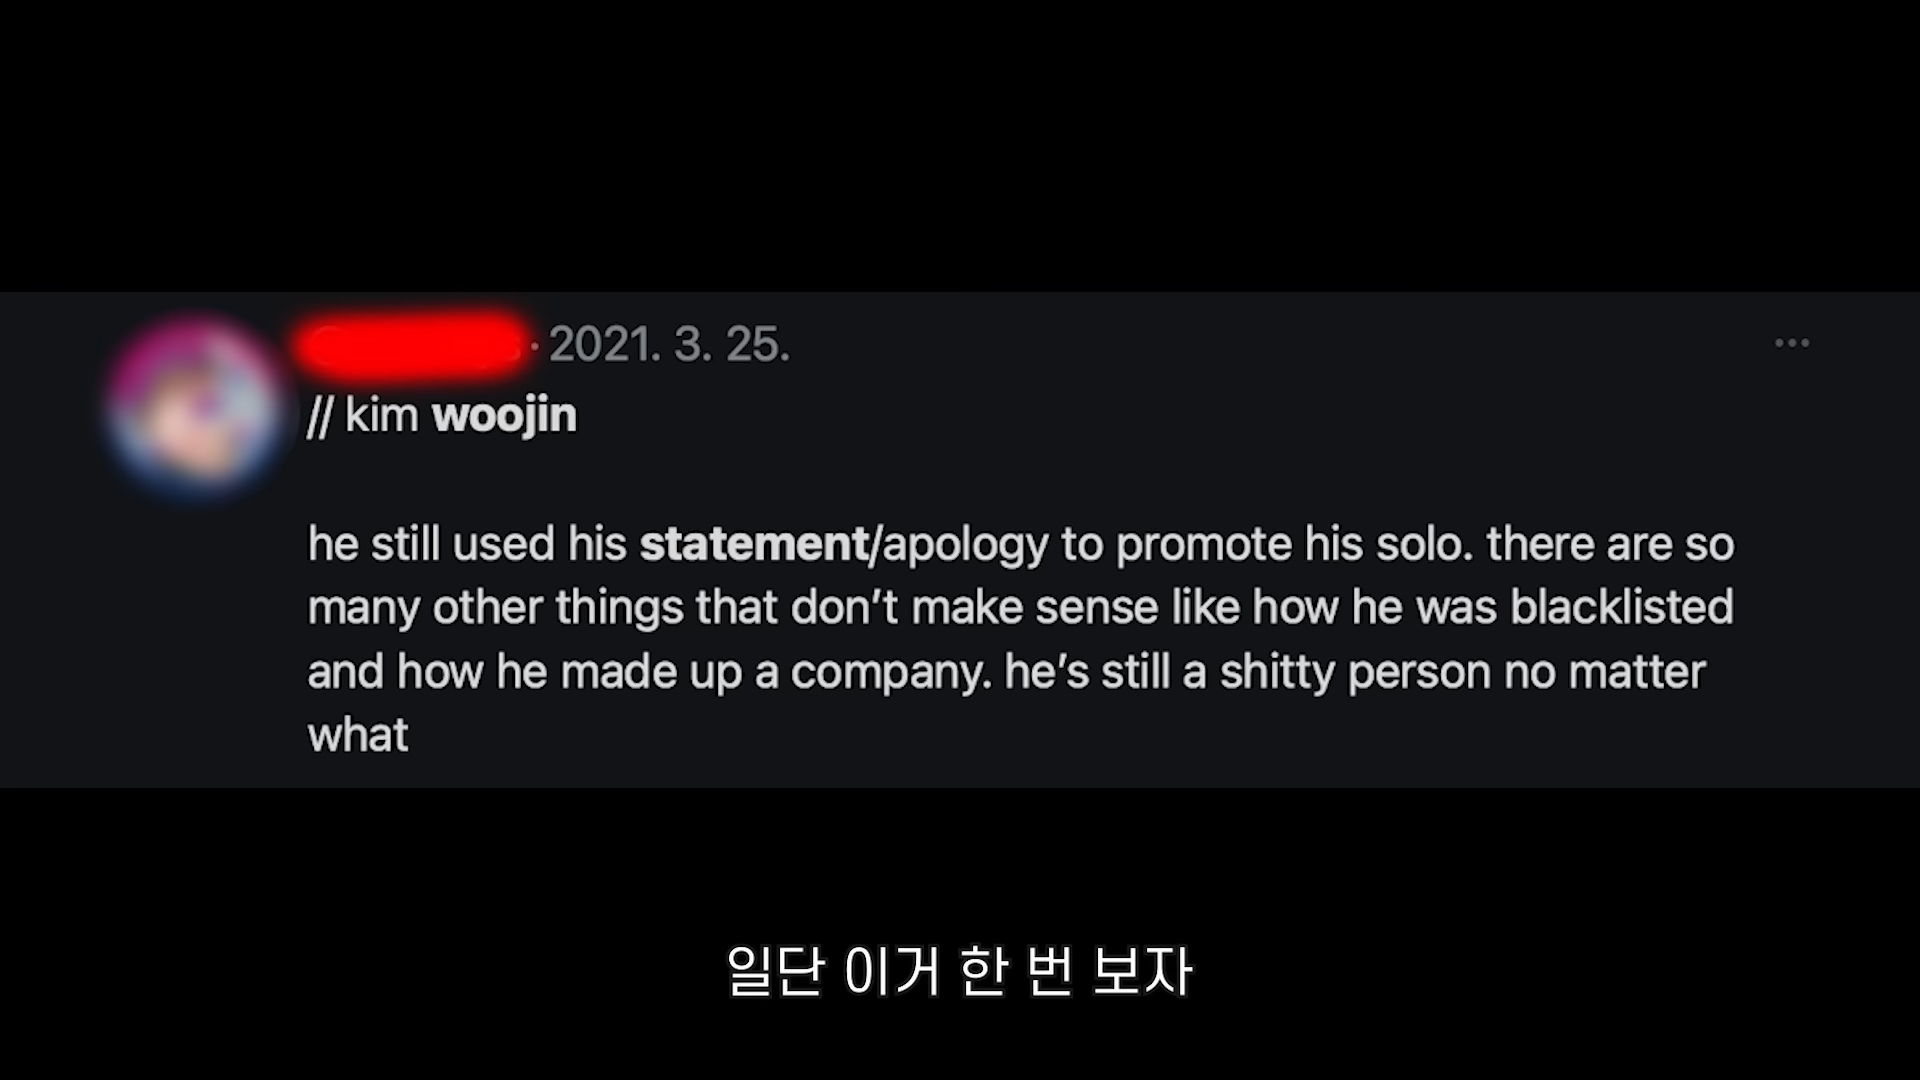 · 2021. 3. 25.
// kim woojin
he still used his statement/apology to promote his solo. there are so
many other things that don’t make sense like how he was blacklisted
and how he made up a company. he’s still a shitty person no matter
what
일단 이거 한 번 보자